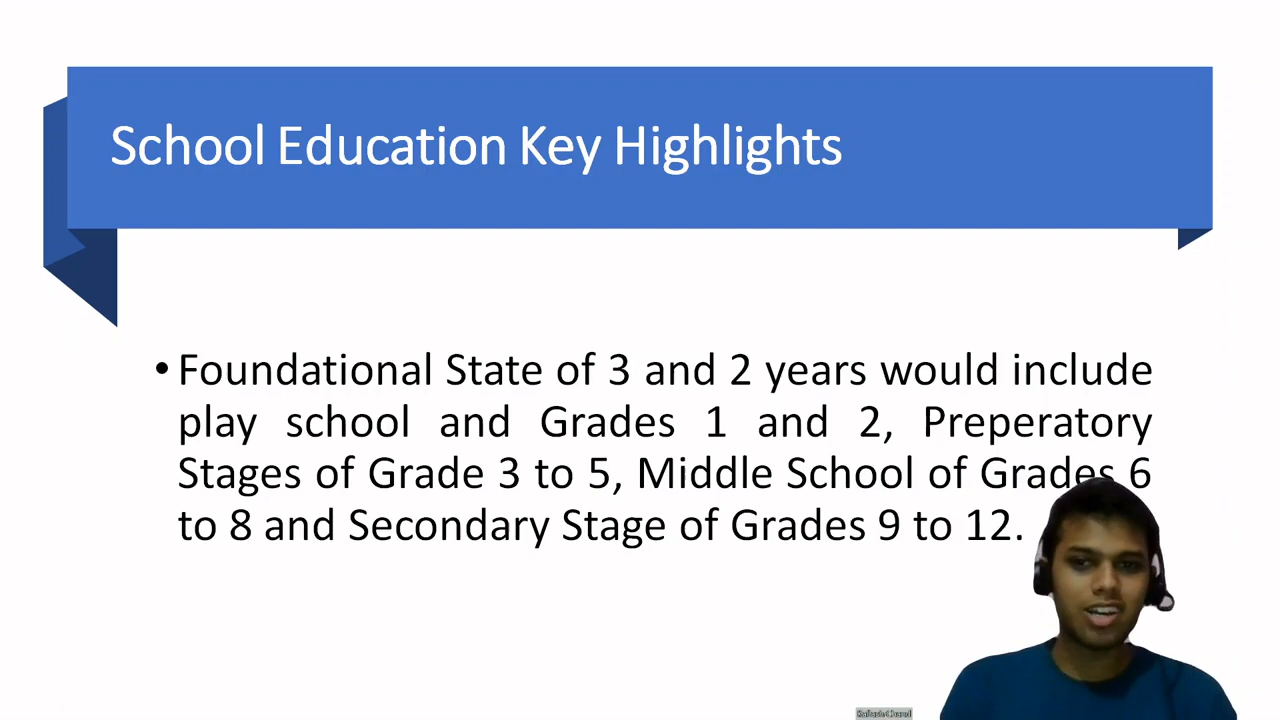 School Education Key Highlights
• Foundational State of 3 and 2 years would include
play school and Grades 1 and 2, Preperatory
Stages of Grade 3 to 5, Middle School of Grades 6
to 8 and Secondary Stage of Grades 9 to 12.